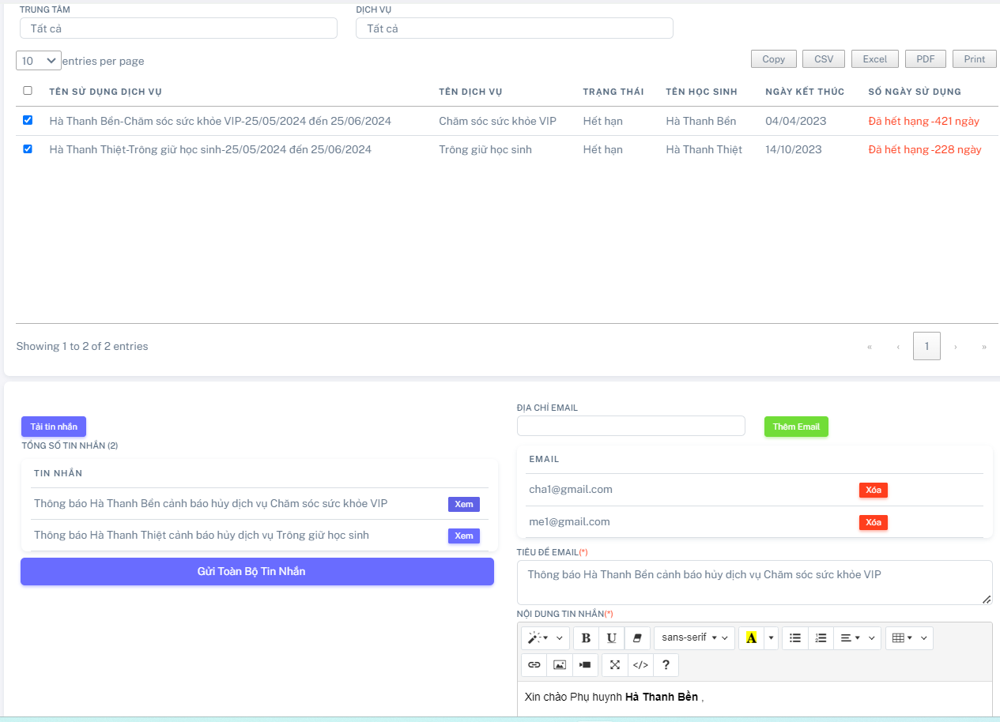 TRUNG TÂM DỊCH VỤ
Tất cả Tất cả
10 entries per page Copy CSV Excel PDF Print
TÊN SỬ DỤNG DỊCH VỤ TÊN DỊCH VỤ TRẠNG THÁI TÊN HỌC SINH NGÀY KẾT THÚC SỐ NGÀY SỬ DỤNG
Hà Thanh Bền-Chăm sóc sức khỏe VIP-25/05/2024 đến 25/06/2024 Chăm sóc sức khỏe VIP Hết hạn Hà Thanh Bền 04/04/2023 Đã hết hạng -421 ngày
Hà Thanh Thiệt-Trông giữ học sinh-25/05/2024 đến 25/06/2024 Trông giữ học sinh Hết hạn Hà Thanh Thiệt 14/10/2023 Đã hết hạng -228 ngày
Showing 1 to 2 of 2 entries « ‹ 1 › »
Tải tin nhắn
TỔNG SỐ TIN NHẮN (2)
TIN NHẮN
Thông báo Hà Thanh Bền cảnh báo hủy dịch vụ Chăm sóc sức khỏe VIP Xem
Thông báo Hà Thanh Thiệt cảnh báo hủy dịch vụ Trông giữ học sinh Xem
Gửi Toàn Bộ Tin Nhắn
ĐỊA CHỈ EMAIL
Thêm Email
EMAIL
cha1@gmail.com Xóa
me1@gmail.com Xóa
TIÊU ĐỀ EMAIL(*)
Thông báo Hà Thanh Bền cảnh báo hủy dịch vụ Chăm sóc sức khỏe VIP
NỘI DUNG TIN NHẮN(*)
B U sans-serif A
</> ?
Xin chào Phụ huynh Hà Thanh Bền ,